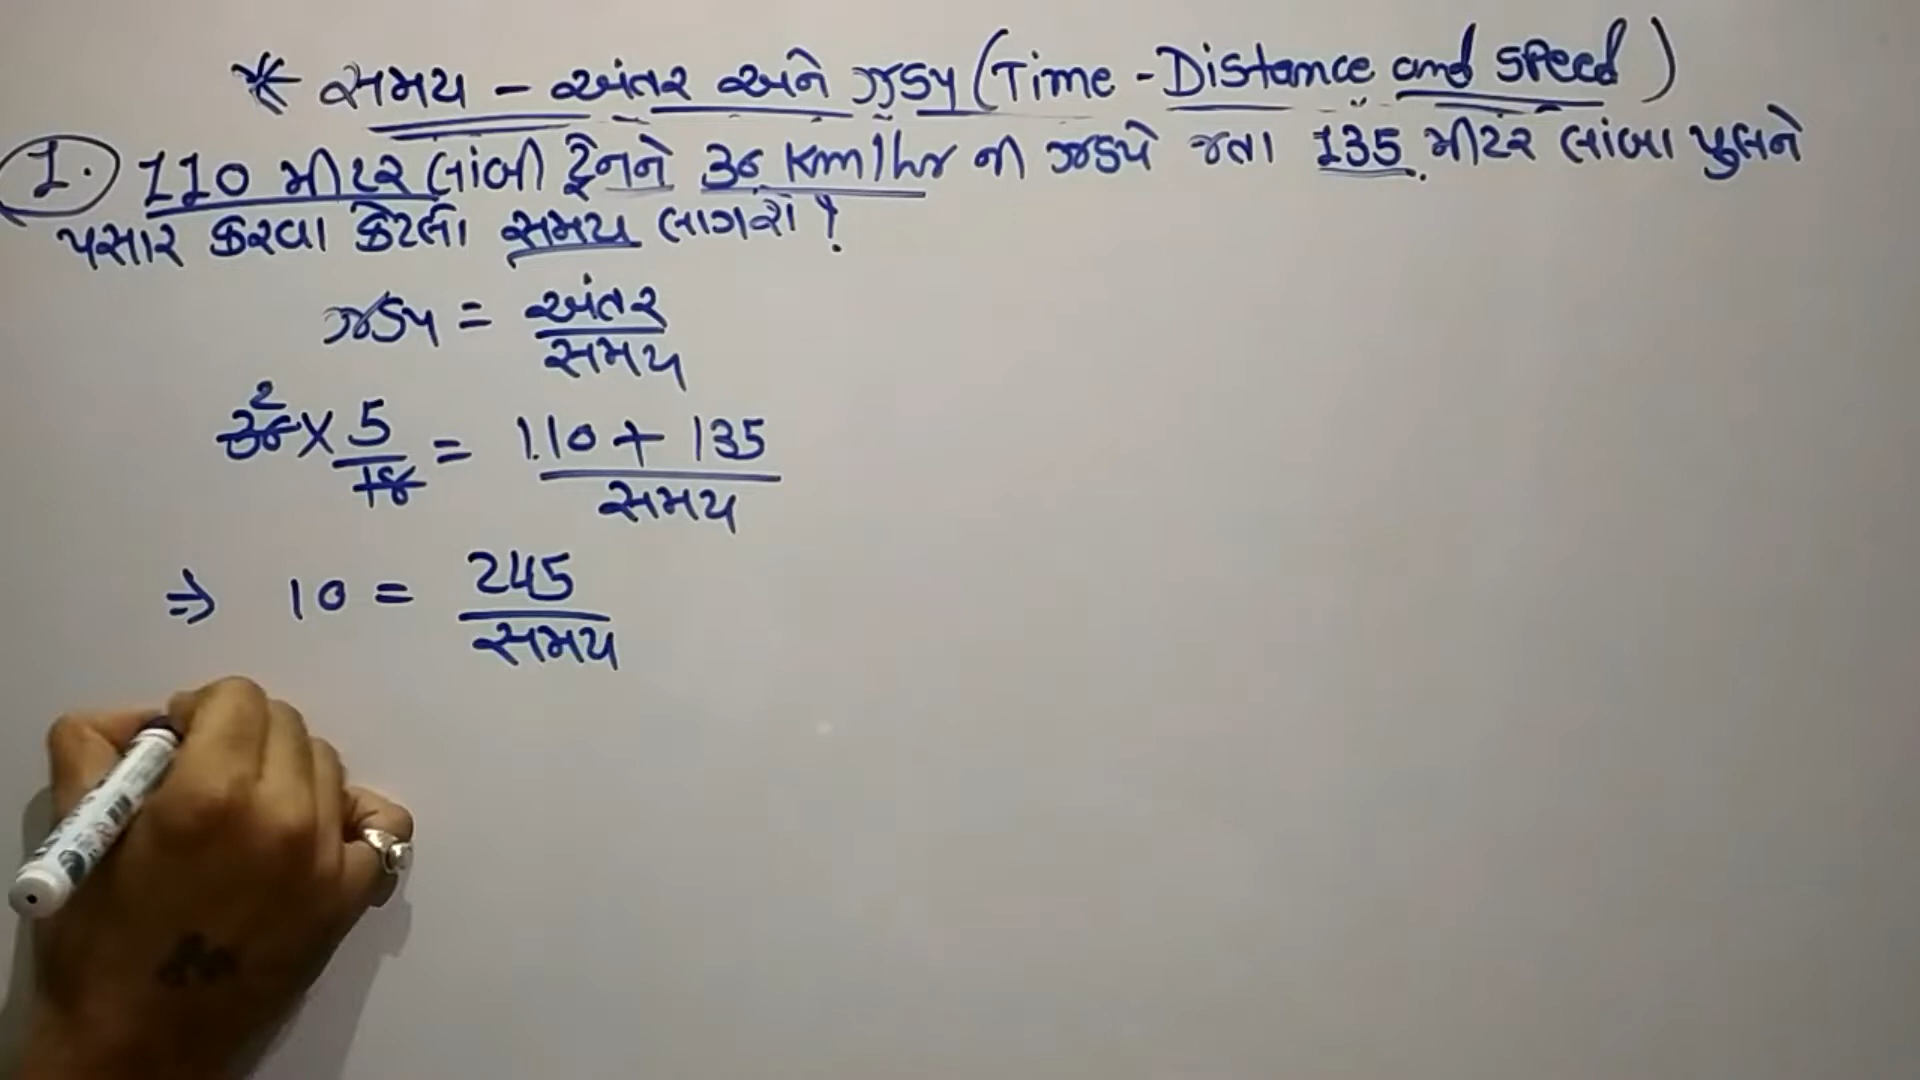 * સમય - અંતર અને ઝડપ (Time - Distance and Speed)
1. 110 મીટર લાંબી ટ્રેનને 36 Km/hr ની ઝડપે જતા 135 મીટર લાંબા પુલને
પસાર કરવા કેટલો સમય લાગશે?
ઝડપ = અંતર / સમય
2
36 × 5/18 = 110 + 135 / સમય
⇒ 10 = 245 / સમય